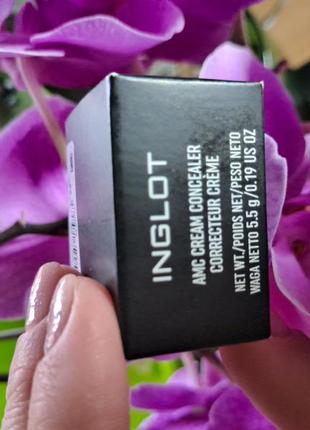 INGLOT
AMC CREAM CONCEALER
CORRECTEUR CRÈME
NET WT./POIDS NET/PESO NETO
WAGA NETTO 5.5 g/0.19 US OZ